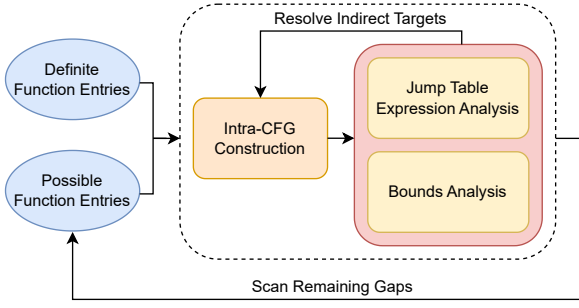 Resolve Indirect Targets
Definite
Function Entries
Jump Table
Expression Analysis
Intra-CFG
Construction
Possible
Function Entries
Bounds Analysis
Scan Remaining Gaps